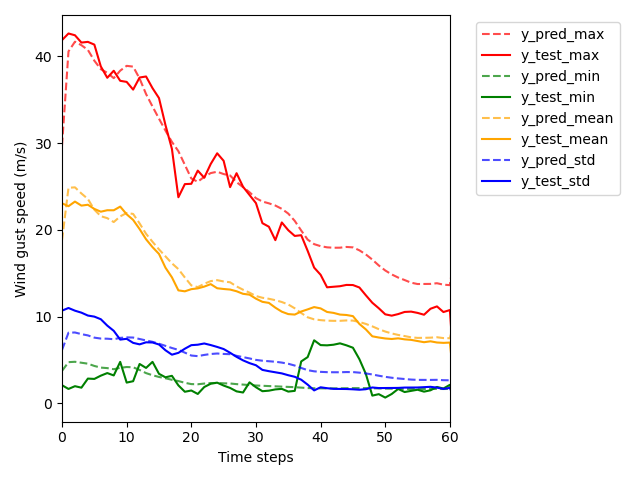 Wind gust speed (m/s)
40
30
20
10
0
0 10 20 30 40 50 60
Time steps
y_pred_max
y_test_max
y_pred_min
y_test_min
y_pred_mean
y_test_mean
y_pred_std
y_test_std